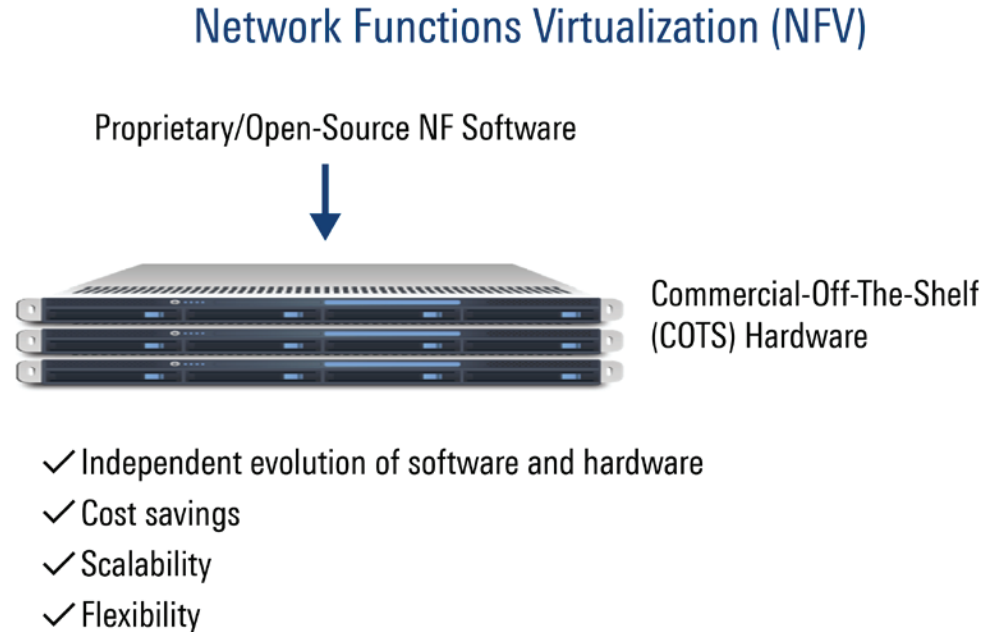 Network Functions Virtualization (NFV)
Proprietary/Open-Source NF Software
Commercial-Off-The-Shelf
(COTS) Hardware
✓ Independent evolution of software and hardware
✓ Cost savings
✓ Scalability
✓ Flexibility